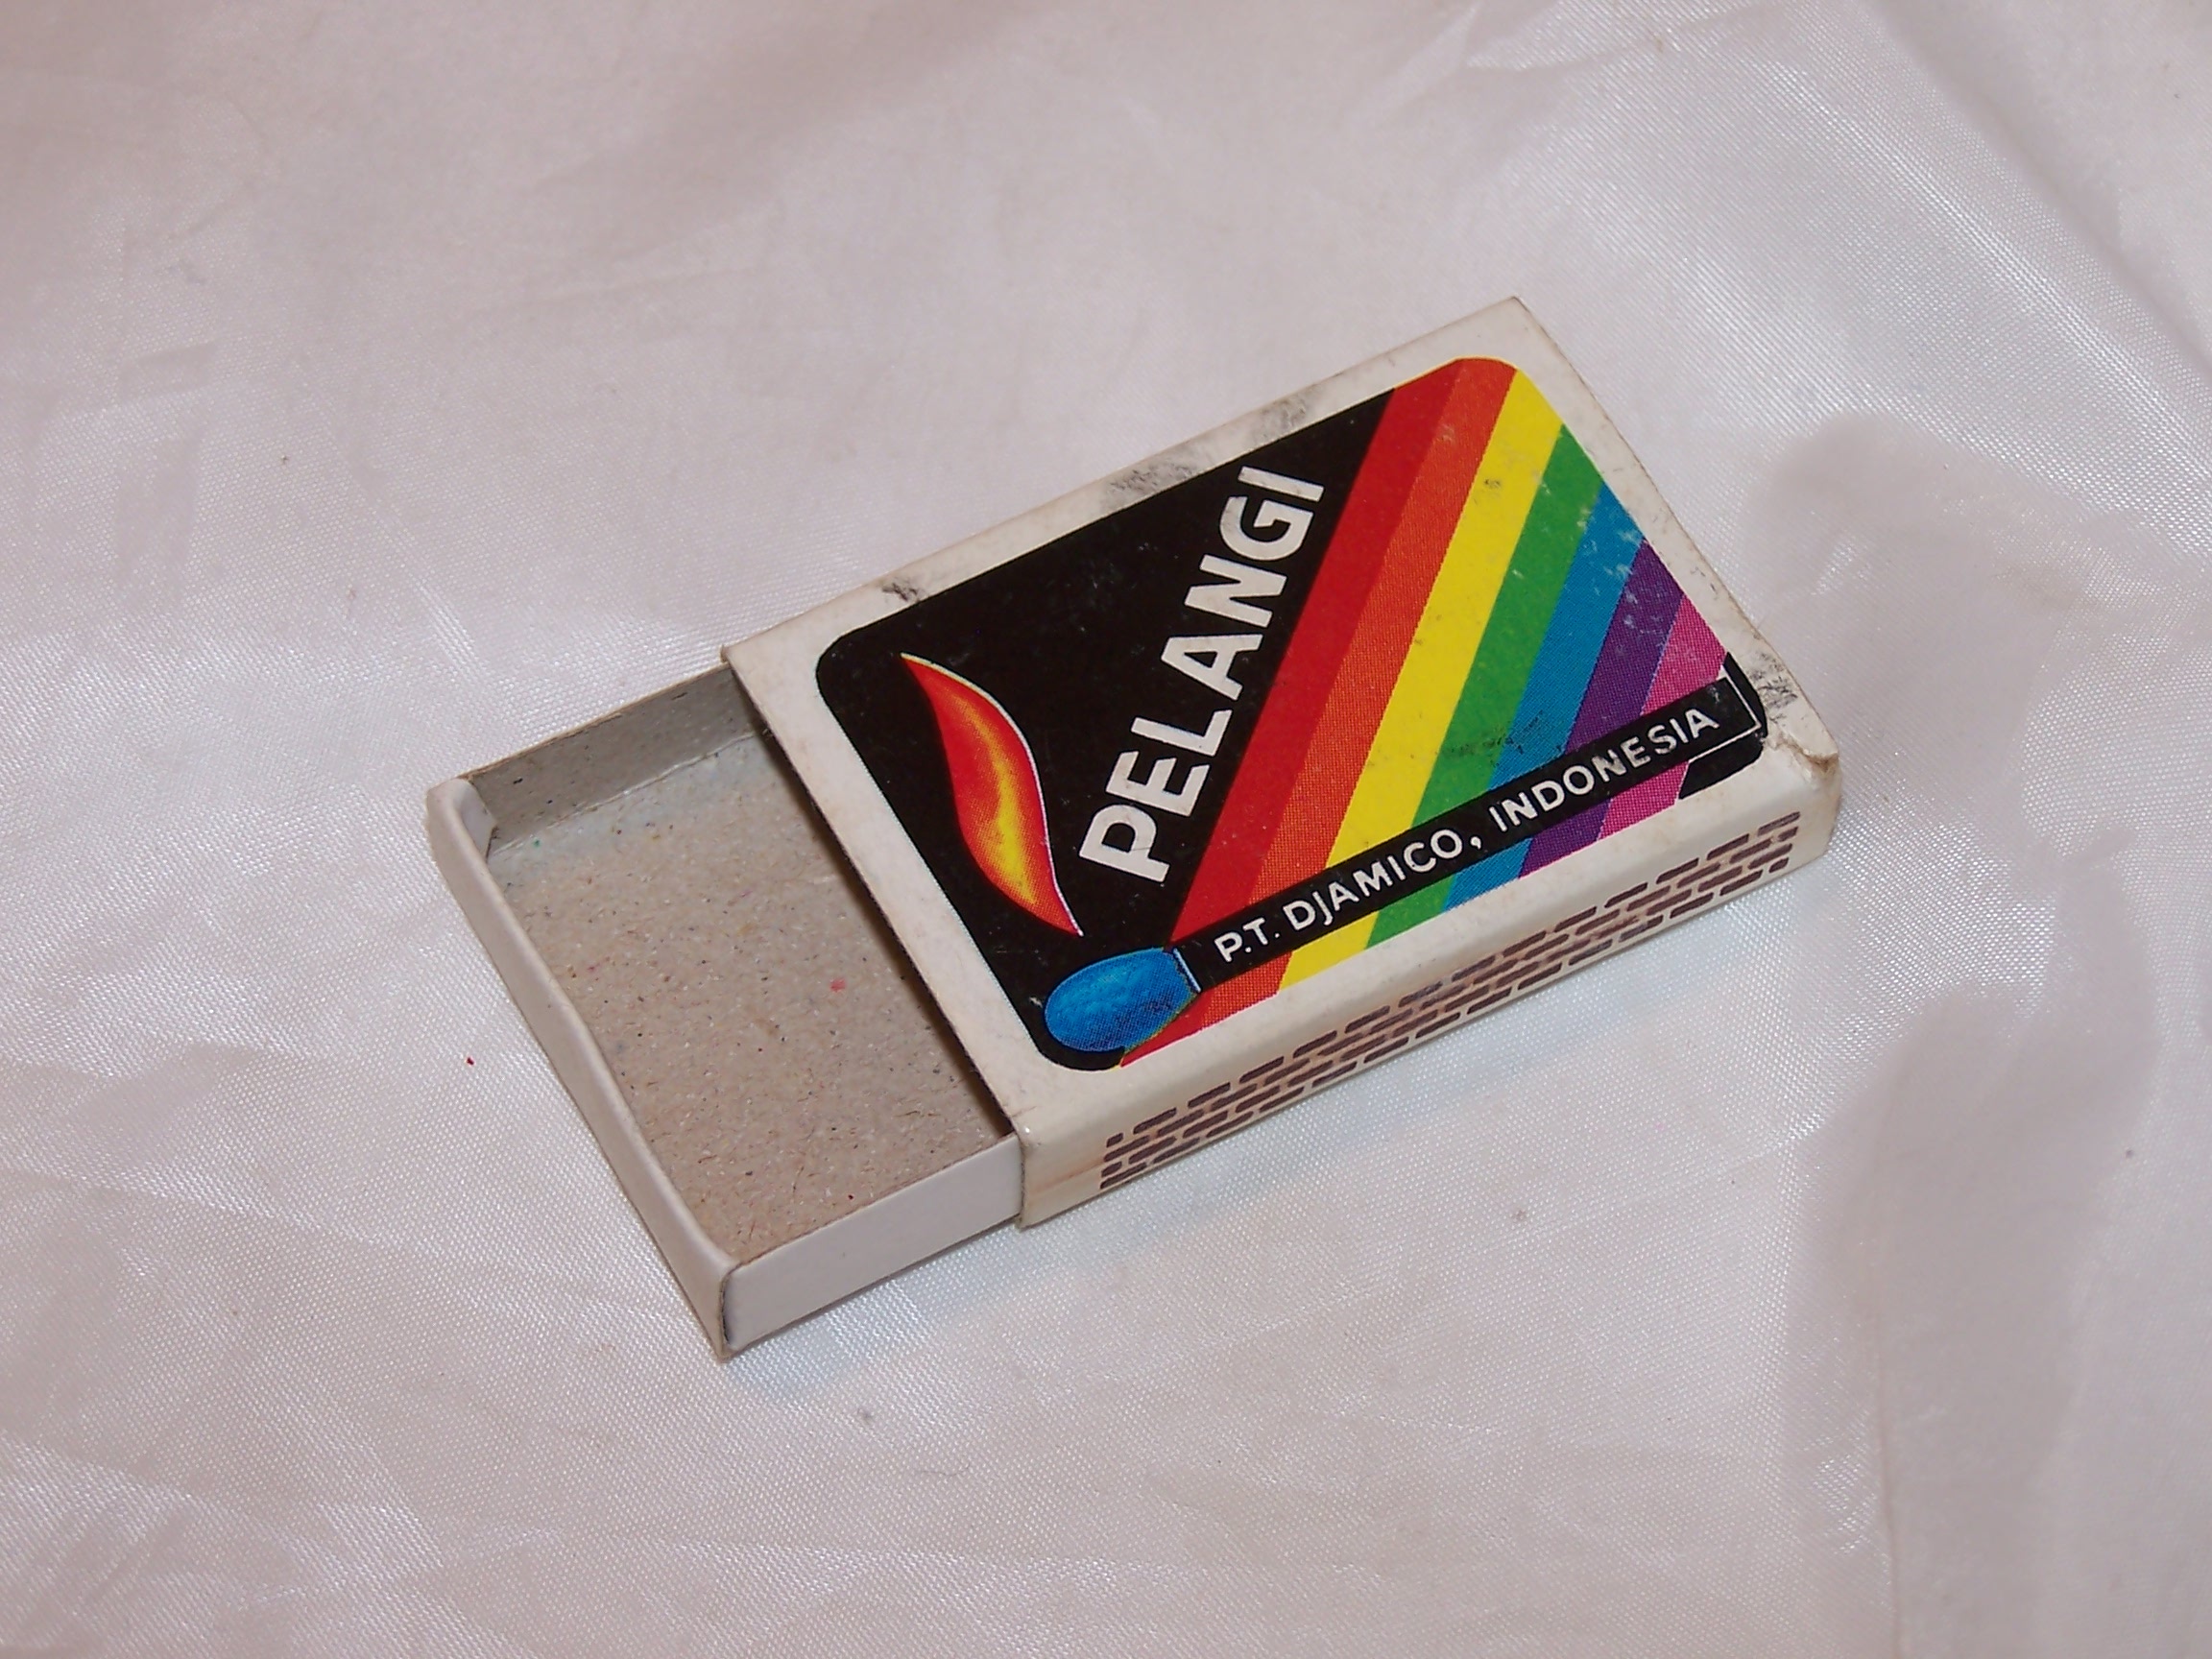 PELANGI
P.T. DjAMICO, INDONESIA